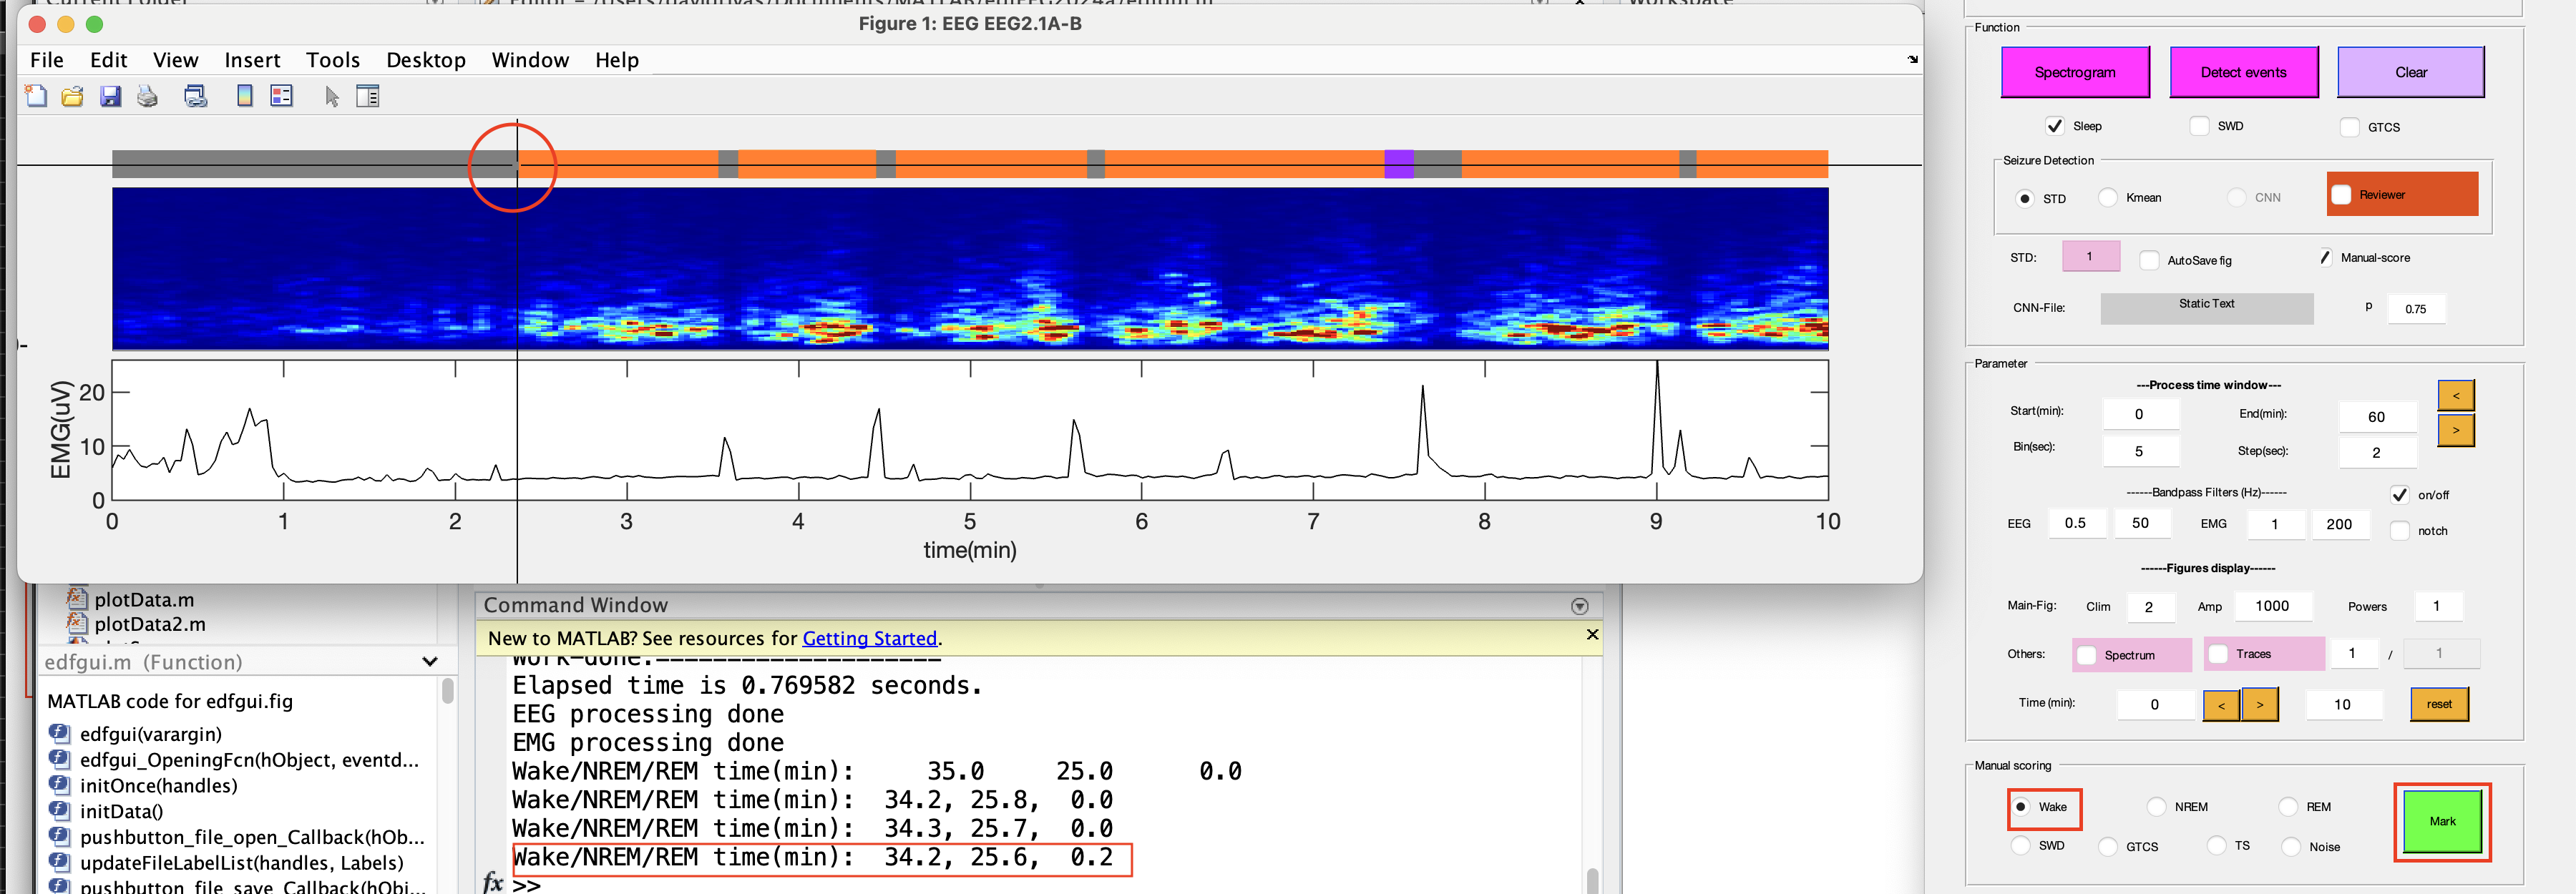 Figure 1: EEG EEG2.1A-B
File Edit View Insert Tools Desktop Window Help
EMG(uV)
20
10
0
0 1 2 3 4 5 6 7 8 9 10
time(min)
plotData.m
plotData2.m
edfgui.m (Function)
MATLAB code for edfgui.fig
edfgui(varargin)
edfgui_OpeningFcn(hObject, eventd...
initOnce(handles)
initData()
pushbutton_file_open_Callback(hOb...
updateFileLabelList(handles, Labels)
pushbutton_file_save_Callback(hObj...
Command Window
New to MATLAB? See resources for Getting Started.
Elapsed time is 0.769582 seconds.
EEG processing done
EMG processing done
Wake/NREM/REM time(min): 35.0 25.0 0.0
Wake/NREM/REM time(min): 34.2, 25.8, 0.0
Wake/NREM/REM time(min): 34.3, 25.7, 0.0
Wake/NREM/REM time(min): 34.2, 25.6, 0.2
fx >>
Function
Spectrogram Detect events Clear
Sleep SWD GTCS
Seizure Detection
STD Kmean CNN Reviewer
STD: 1 AutoSave fig Manual-score
CNN-File: Static Text p 0.75
Parameter
---Process time window---
Start(min): 0 End(min): 60 <
Bin(sec): 5 Step(sec): 2 >
------Bandpass Filters (Hz)------ on/off
EEG 0.5 50 EMG 1 200 notch
------Figures display------
Main-Fig: Clim 2 Amp 1000 Powers 1
Others: Spectrum Traces 1 / 1
Time (min): 0 < > 10 reset
Manual scoring
Wake NREM REM Mark
SWD GTCS TS Noise